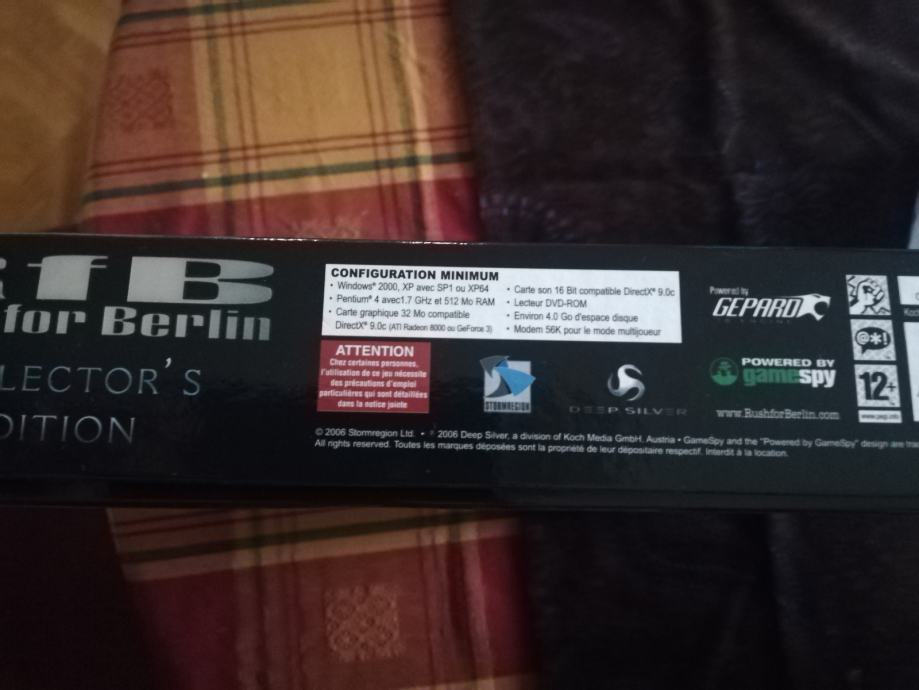 RfB
for Berlin
LECTOR'S
DITION
CONFIGURATION MINIMUM
• Windows® 2000, XP avec SP1 ou XP64
• Pentium® 4 avec1.7 GHz et 512 Mo RAM
• Carte graphique 32 Mo compatible
DirectX® 9.0c (ATI Radeon 8000 ou GeForce 3)
• Carte son 16 Bit compatible DirectX® 9.0c
• Lecteur DVD-ROM
• Environ 4.0 Go d'espace disque
• Modem 56K pour le mode multijoueur
ATTENTION
Chez certaines personnes,
l'utilisation de ce jeu nécessite
des précautions d'emploi
particulières qui sont détaillées
dans la notice jointe
STORMREGION
DEEP SILVER
Powered by
GEPARD
POWERED BY
gamespy
www.RushforBerlin.com
@*!
12+
www.pegi.info
Koch
© 2006 Stormregion Ltd. • ® 2006 Deep Silver, a division of Koch Media GmbH, Austria • GameSpy and the "Powered by GameSpy" design are tra
All rights reserved. Toutes les marques déposées sont la propriété de leur dépositaire respectif. Interdit à la location.